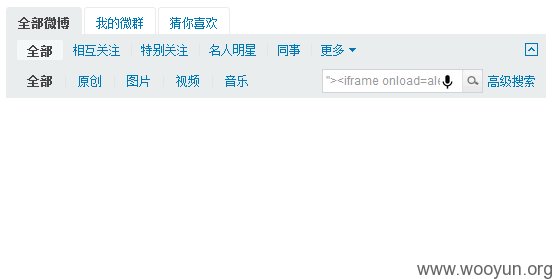 全部微博 我的微群 猜你喜欢
全部 相互关注 特别关注 名人明星 同事 更多
全部 原创 图片 视频 音乐 "><iframe onload=ale 高级搜索
www.wooyun.org